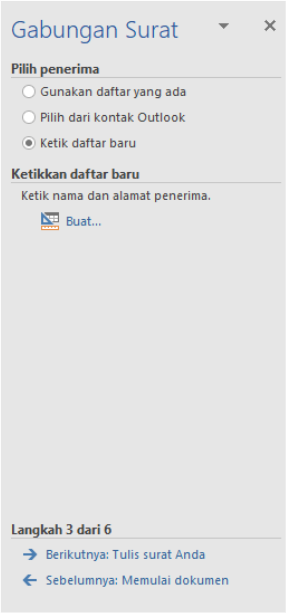 Gabungan Surat
Pilih penerima
Gunakan daftar yang ada
Pilih dari kontak Outlook
Ketik daftar baru
Ketikkan daftar baru
Ketik nama dan alamat penerima.
Buat...
Langkah 3 dari 6
Berikutnya: Tulis surat Anda
Sebelumnya: Memulai dokumen